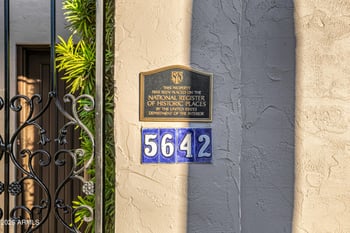 THIS PROPERTY
HAS BEEN PLACED ON THE
NATIONAL REGISTER
OF HISTORIC PLACES
BY THE UNITED STATES
DEPARTMENT OF THE INTERIOR
5642
2026 ARMLS